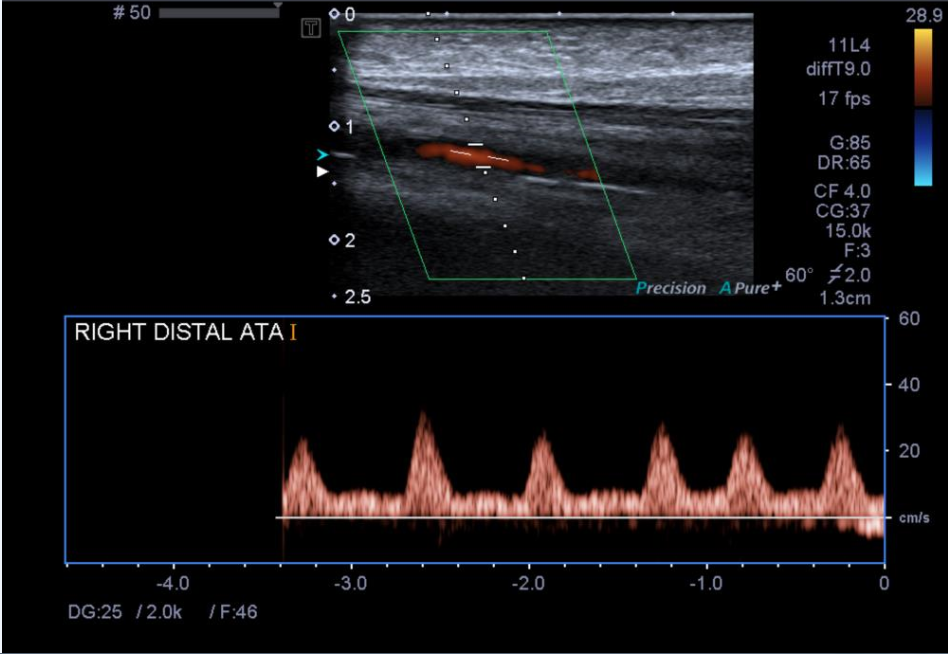 # 50
T
0
28.9
11L4
diffT9.0
17 fps
1
G:85
DR:65
CF 4.0
CG:37
15.0k
F:3
2
60° 2.0
Precision APure+
2.5
1.3cm
RIGHT DISTAL ATA I
60
40
20
cm/s
-4.0 -3.0 -2.0 -1.0 0
DG:25 / 2.0k / F:46